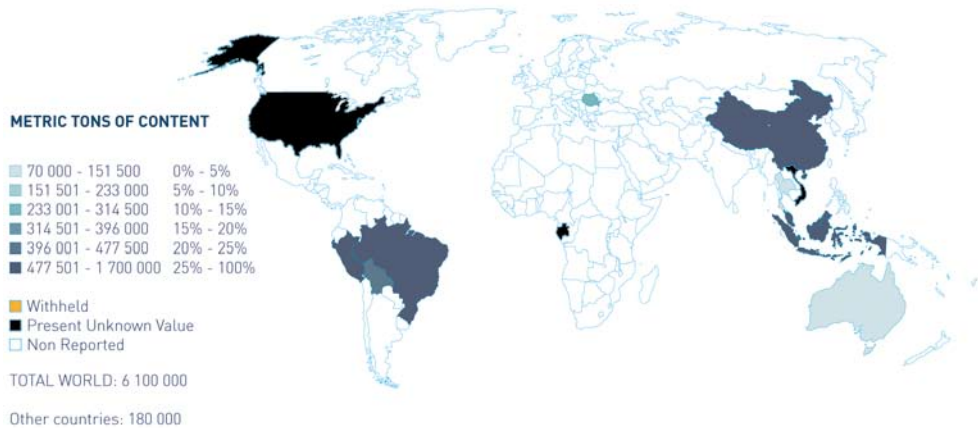 METRIC TONS OF CONTENT
70 000 - 151 500 0% - 5%
151 501 - 233 000 5% - 10%
233 001 - 314 500 10% - 15%
314 501 - 396 000 15% - 20%
396 001 - 477 500 20% - 25%
477 501 - 1 700 000 25% - 100%
Withheld
Present Unknown Value
Non Reported
TOTAL WORLD: 6 100 000
Other countries: 180 000